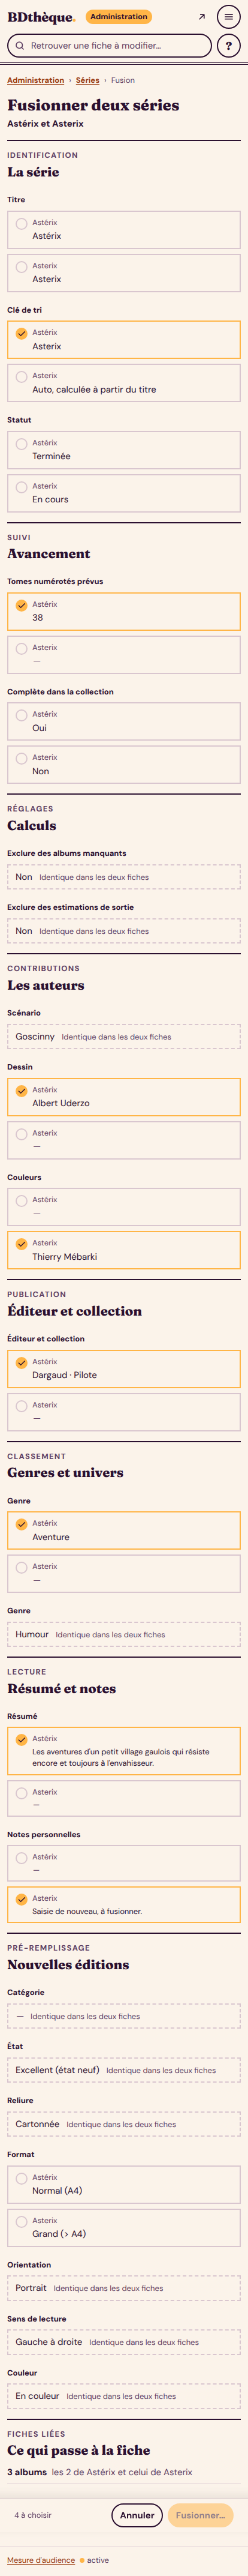 BDthèque. Administration ↗
Retrouver une fiche à modifier... ?
Administration › Séries › Fusion
Fusionner deux séries
Astérix et Asterix
IDENTIFICATION
La série
Titre
Astérix
Astérix
Asterix
Asterix
Clé de tri
Astérix
Asterix
Asterix
Auto, calculée à partir du titre
Statut
Astérix
Terminée
Asterix
En cours
SUIVI
Avancement
Tomes numérotés prévus
Astérix
38
Asterix
—
Complète dans la collection
Astérix
Oui
Asterix
Non
RÉGLAGES
Calculs
Exclure des albums manquants
Non Identique dans les deux fiches
Exclure des estimations de sortie
Non Identique dans les deux fiches
CONTRIBUTIONS
Les auteurs
Scénario
Goscinny Identique dans les deux fiches
Dessin
Astérix
Albert Uderzo
Asterix
—
Couleurs
Astérix
—
Asterix
Thierry Mébarki
PUBLICATION
Éditeur et collection
Éditeur et collection
Astérix
Dargaud · Pilote
Asterix
—
CLASSEMENT
Genres et univers
Genre
Astérix
Aventure
Asterix
—
Genre
Humour Identique dans les deux fiches
LECTURE
Résumé et notes
Résumé
Astérix
Les aventures d'un petit village gaulois qui résiste
encore et toujours à l'envahisseur.
Asterix
—
Notes personnelles
Astérix
—
Asterix
Saisie de nouveau, à fusionner.
PRÉ-REMPLISSAGE
Nouvelles éditions
Catégorie
— Identique dans les deux fiches
État
Excellent (état neuf) Identique dans les deux fiches
Reliure
Cartonnée Identique dans les deux fiches
Format
Astérix
Normal (A4)
Asterix
Grand (> A4)
Orientation
Portrait Identique dans les deux fiches
Sens de lecture
Gauche à droite Identique dans les deux fiches
Couleur
En couleur Identique dans les deux fiches
FICHES LIÉES
Ce qui passe à la fiche
3 albums les 2 de Astérix et celui de Asterix
4 à choisir Annuler Fusionner...
Mesure d'audience active